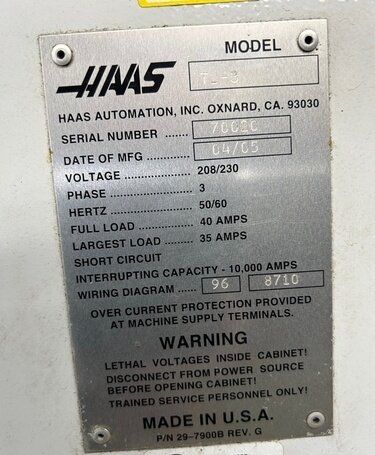 MODEL
HAAS TL-3
HAAS AUTOMATION, INC. OXNARD, CA. 93030
SERIAL NUMBER ......
DATE OF MFG ............ 04/05
VOLTAGE .................... 208/230
PHASE ........................ 3
HERTZ ........................ 50/60
FULL LOAD ................ 40 AMPS
LARGEST LOAD ........ 35 AMPS
SHORT CIRCUIT
INTERRUPTING CAPACITY - 10,000 AMPS
WIRING DIAGRAM ..... 96 8710
OVER CURRENT PROTECTION PROVIDED
AT MACHINE SUPPLY TERMINALS.
WARNING
LETHAL VOLTAGES INSIDE CABINET!
DISCONNECT FROM POWER SOURCE
BEFORE OPENING CABINET!
TRAINED SERVICE PERSONNEL ONLY!
MADE IN U.S.A.
P/N 29-7900B REV. G